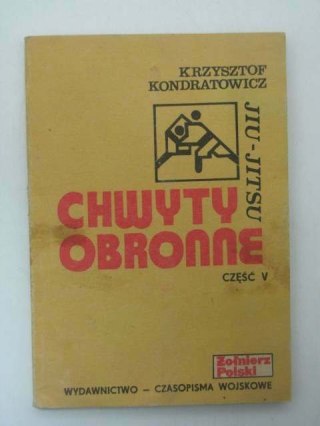 KRZYSZTOF
KONDRATOWICZ
JIU-JITSU
CHWYTY
OBRONNE
CZĘŚĆ V
Żołnierz
Polski
WYDAWNICTWO — CZASOPISMA WOJSKOWE